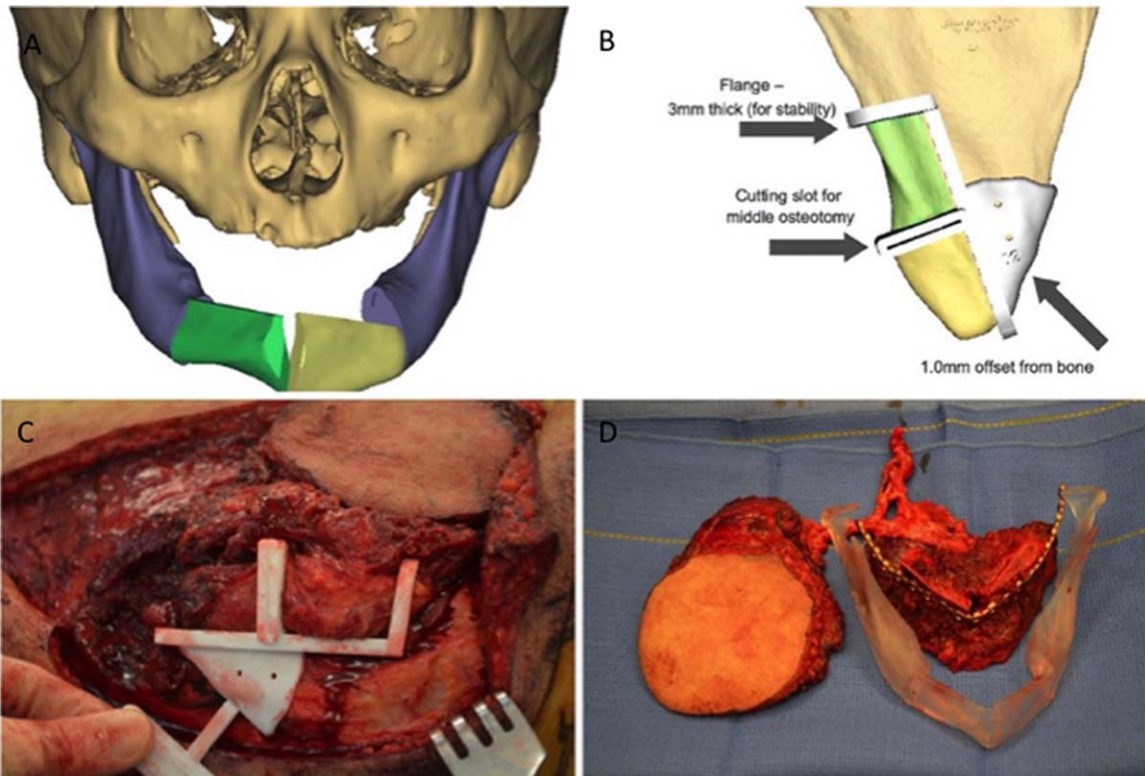 A
B
Flange –
3mm thick (for stability)
Cutting slot for
middle osteotomy
1.0mm offset from bone
C
D